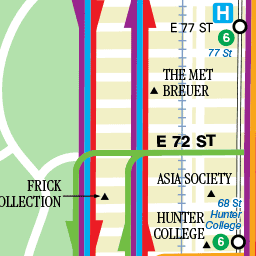 H
E 77 ST
6
77 St
THE MET
BREUER
E 72 ST
ASIA SOCIETY
FRICK
OLLECTION
68 St
Hunter
College
HUNTER
COLLEGE
6